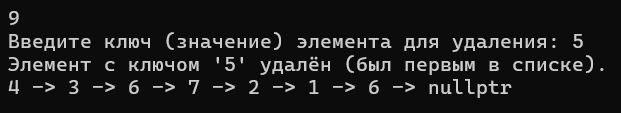 9
Введите ключ (значение) элемента для удаления: 5
Элемент с ключом '5' удалён (был первым в списке).
4 -> 3 -> 6 -> 7 -> 2 -> 1 -> 6 -> nullptr